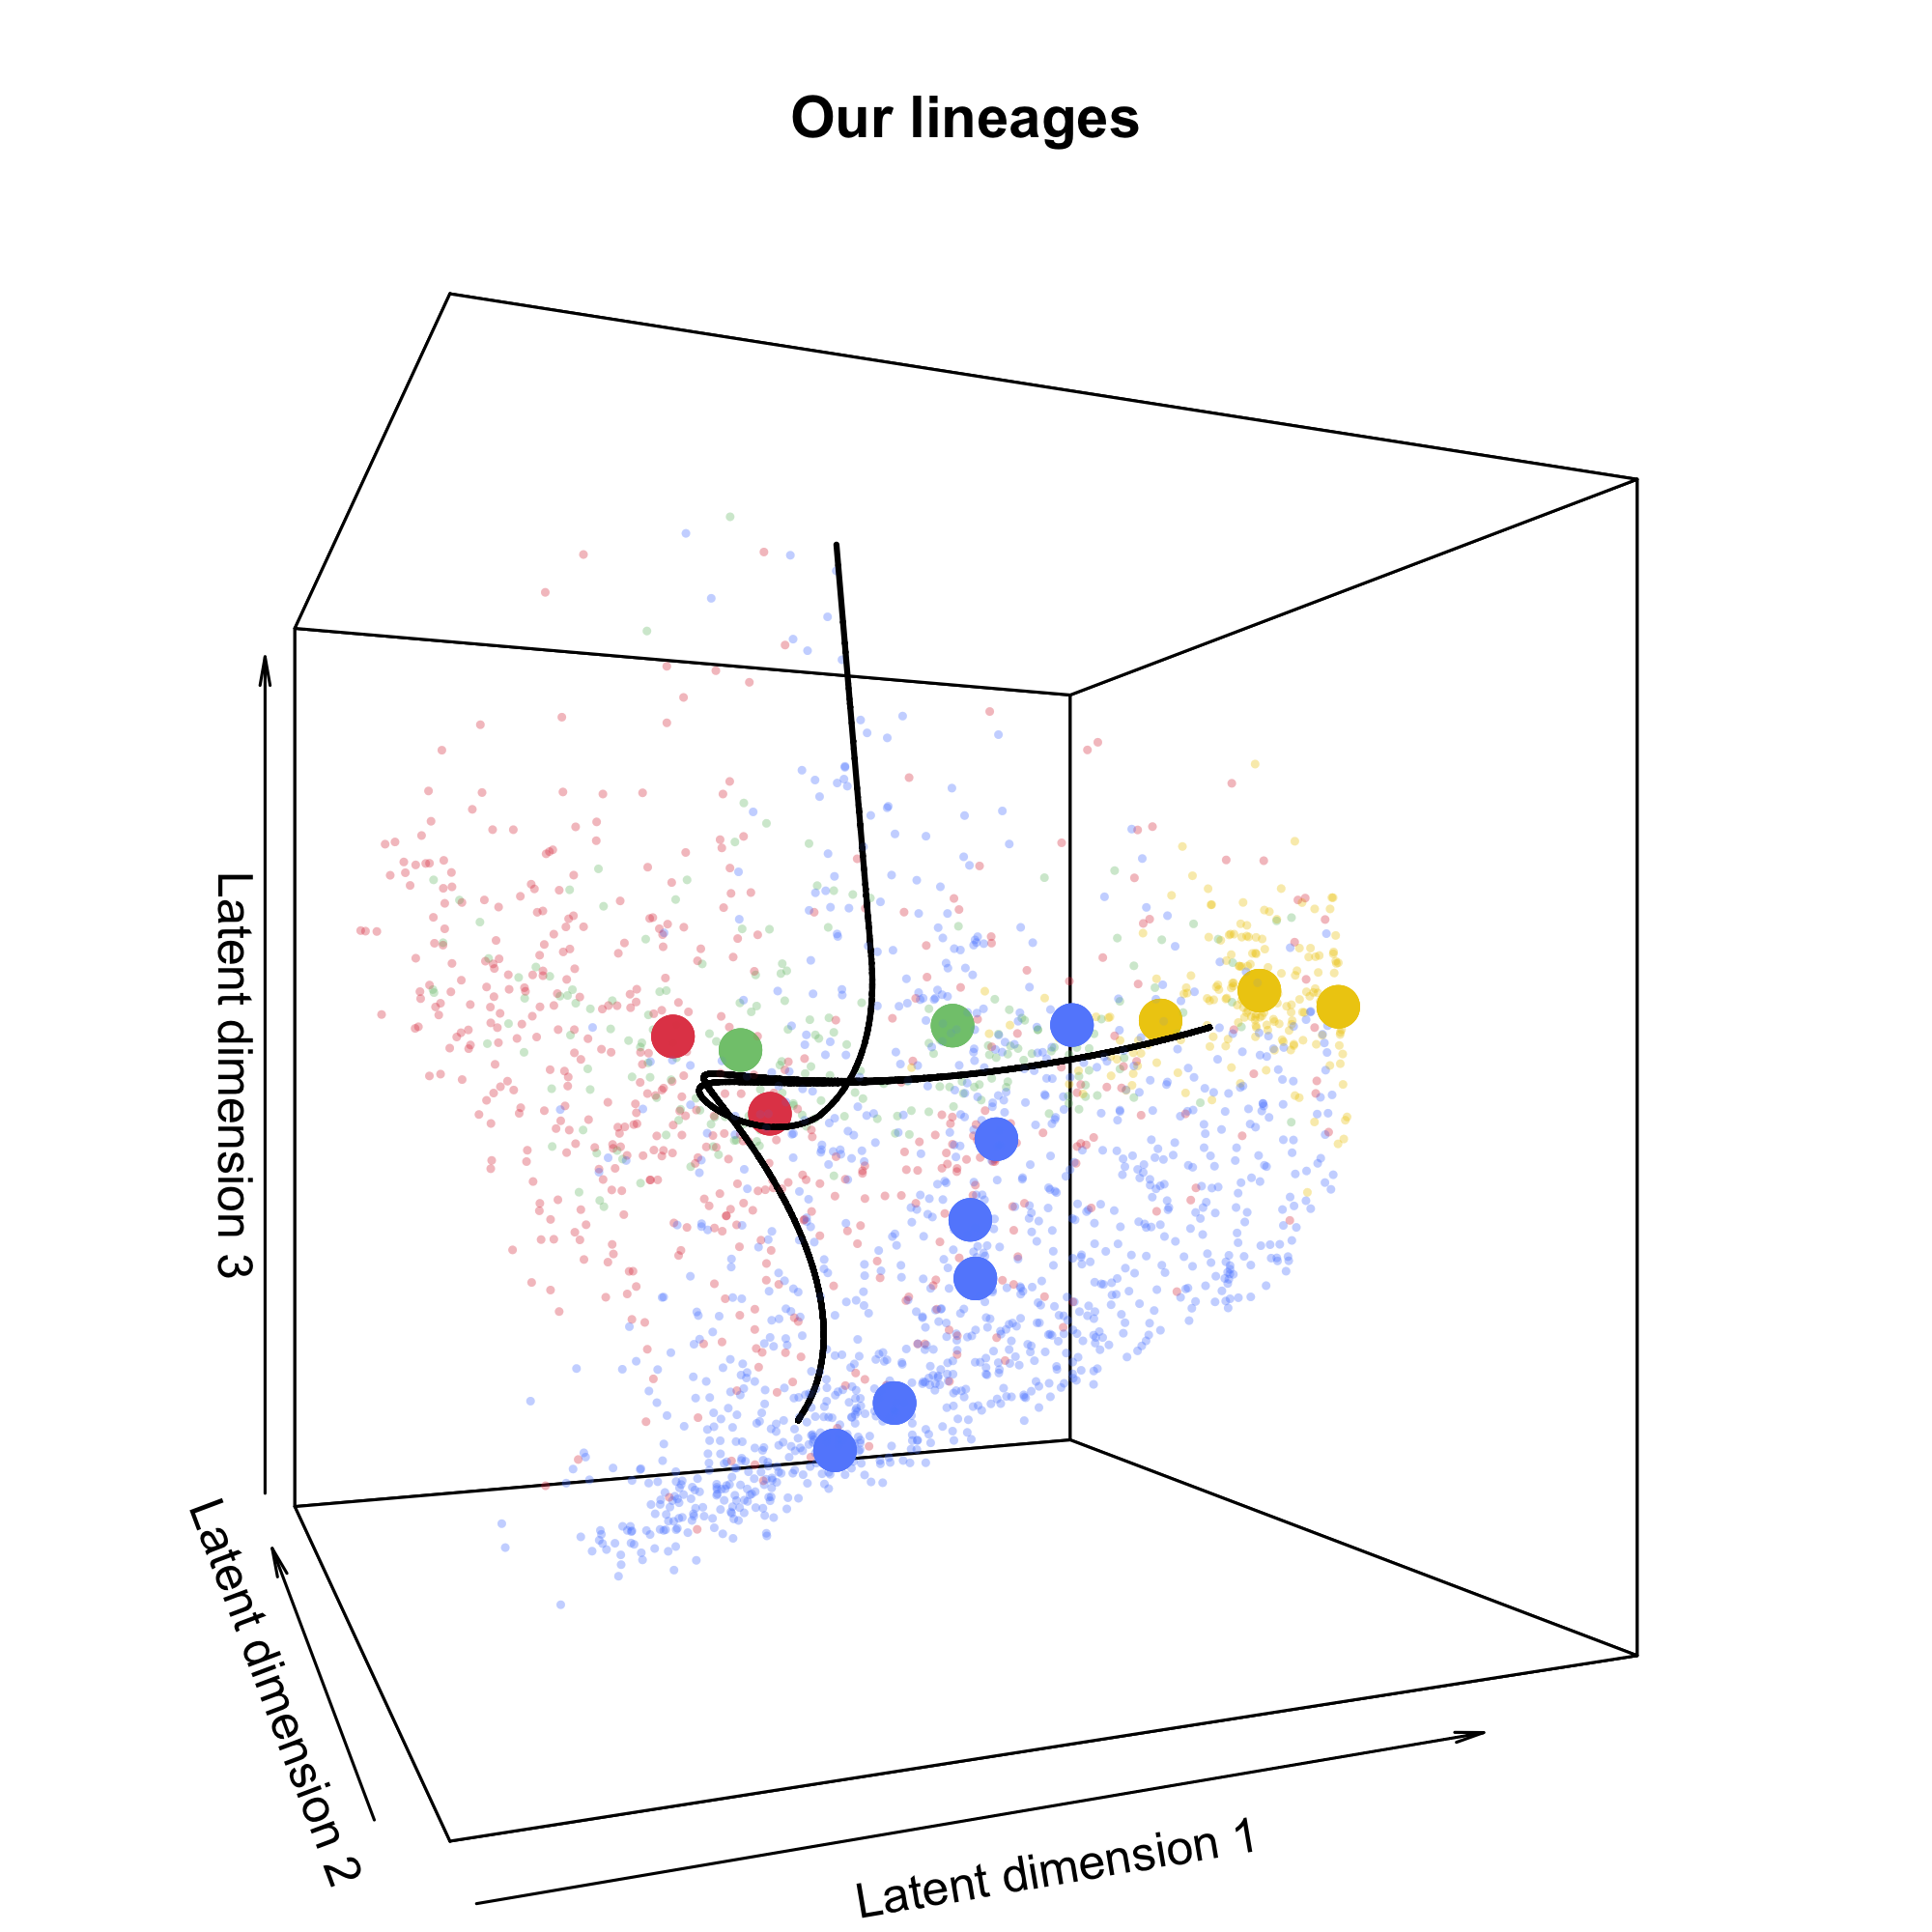 Our lineages
Latent dimension 3
Latent dimension 2
Latent dimension 1